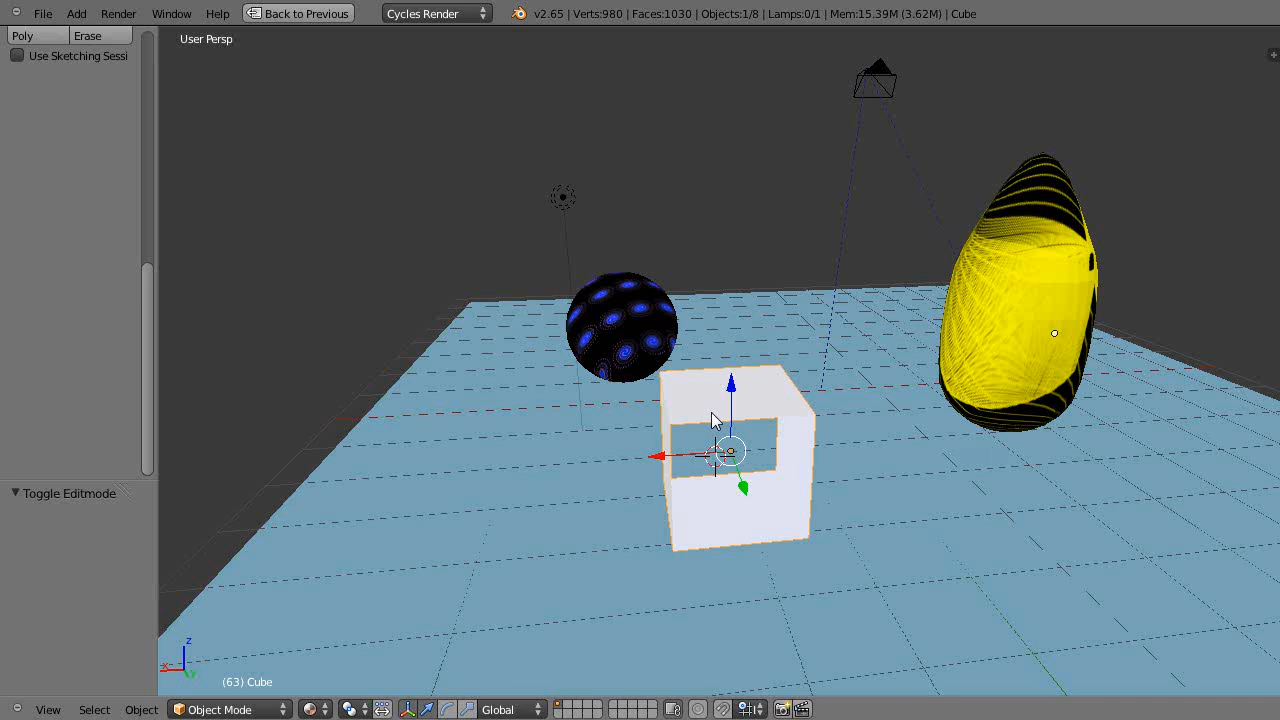 File Add Render Window Help Back to Previous Cycles Render v2.65 | Verts:980 | Faces:1030 | Objects:1/8 | Lamps:0/1 | Mem:15.39M (3.62M) | Cube
Poly Erase
User Persp
Use Sketching Sessi
Toggle Editmode
z
x
y
(63) Cube
View Select Object Object Mode Global